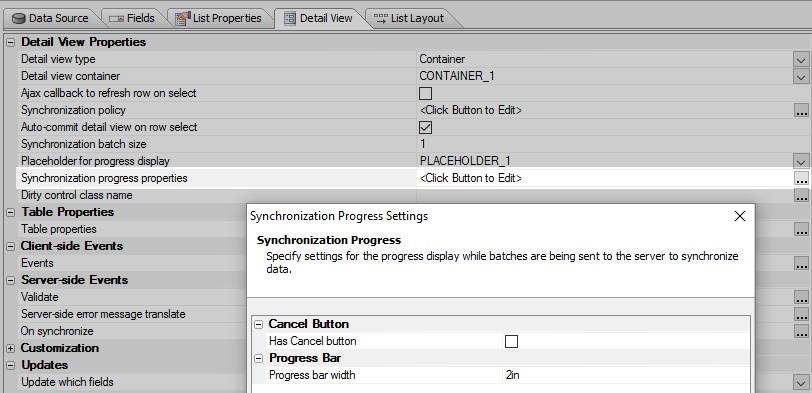 Data Source Fields List Properties Detail View List Layout
Detail View Properties
Detail view type Container
Detail view container CONTAINER_1
Ajax callback to refresh row on select
Synchronization policy <Click Button to Edit> ...
Auto-commit detail view on row select
Synchronization batch size 1
Placeholder for progress display PLACEHOLDER_1
Synchronization progress properties <Click Button to Edit> ...
Dirty control class name
Table Properties
Table properties ...
Client-side Events
Events ...
Server-side Events
Validate ...
Server-side error message translate ...
On synchronize ...
Customization
Updates
Update which fields
Synchronization Progress Settings
Synchronization Progress
Specify settings for the progress display while batches are being sent to the server to synchronize
data.
Cancel Button
Has Cancel button
Progress Bar
Progress bar width 2in